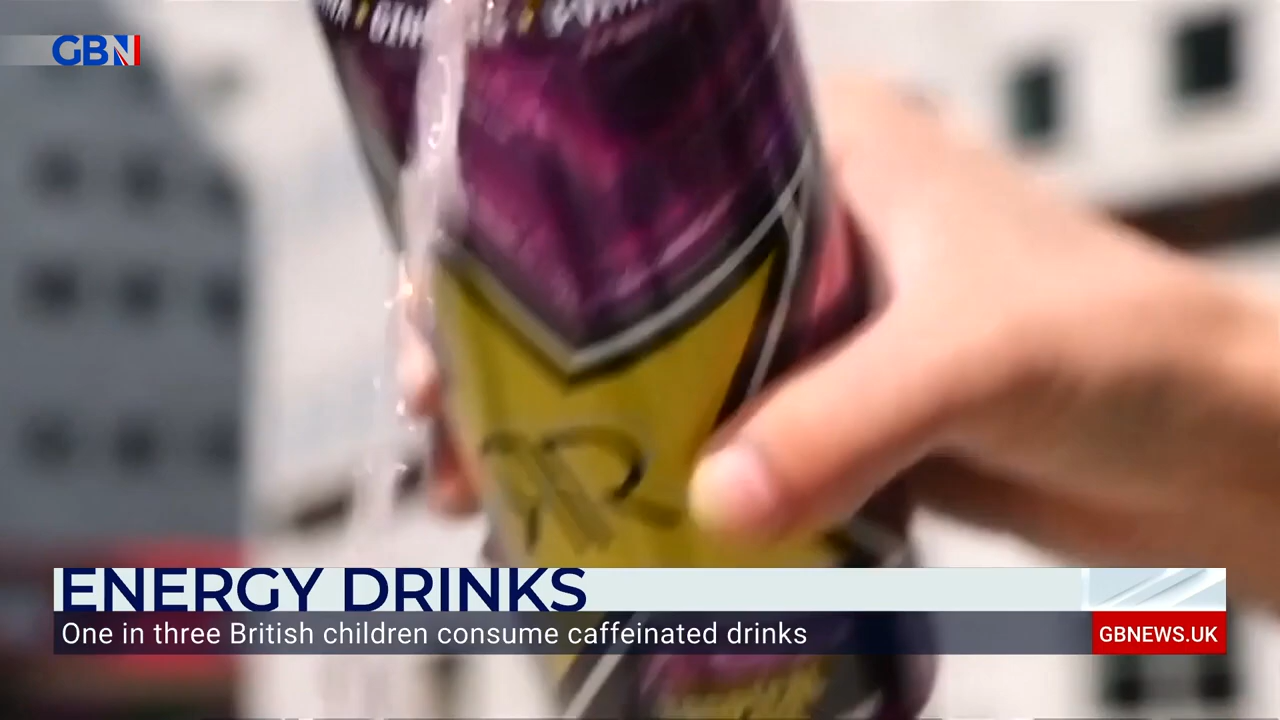 GBN
ENERGY DRINKS
One in three British children consume caffeinated drinks
GBNEWS.UK